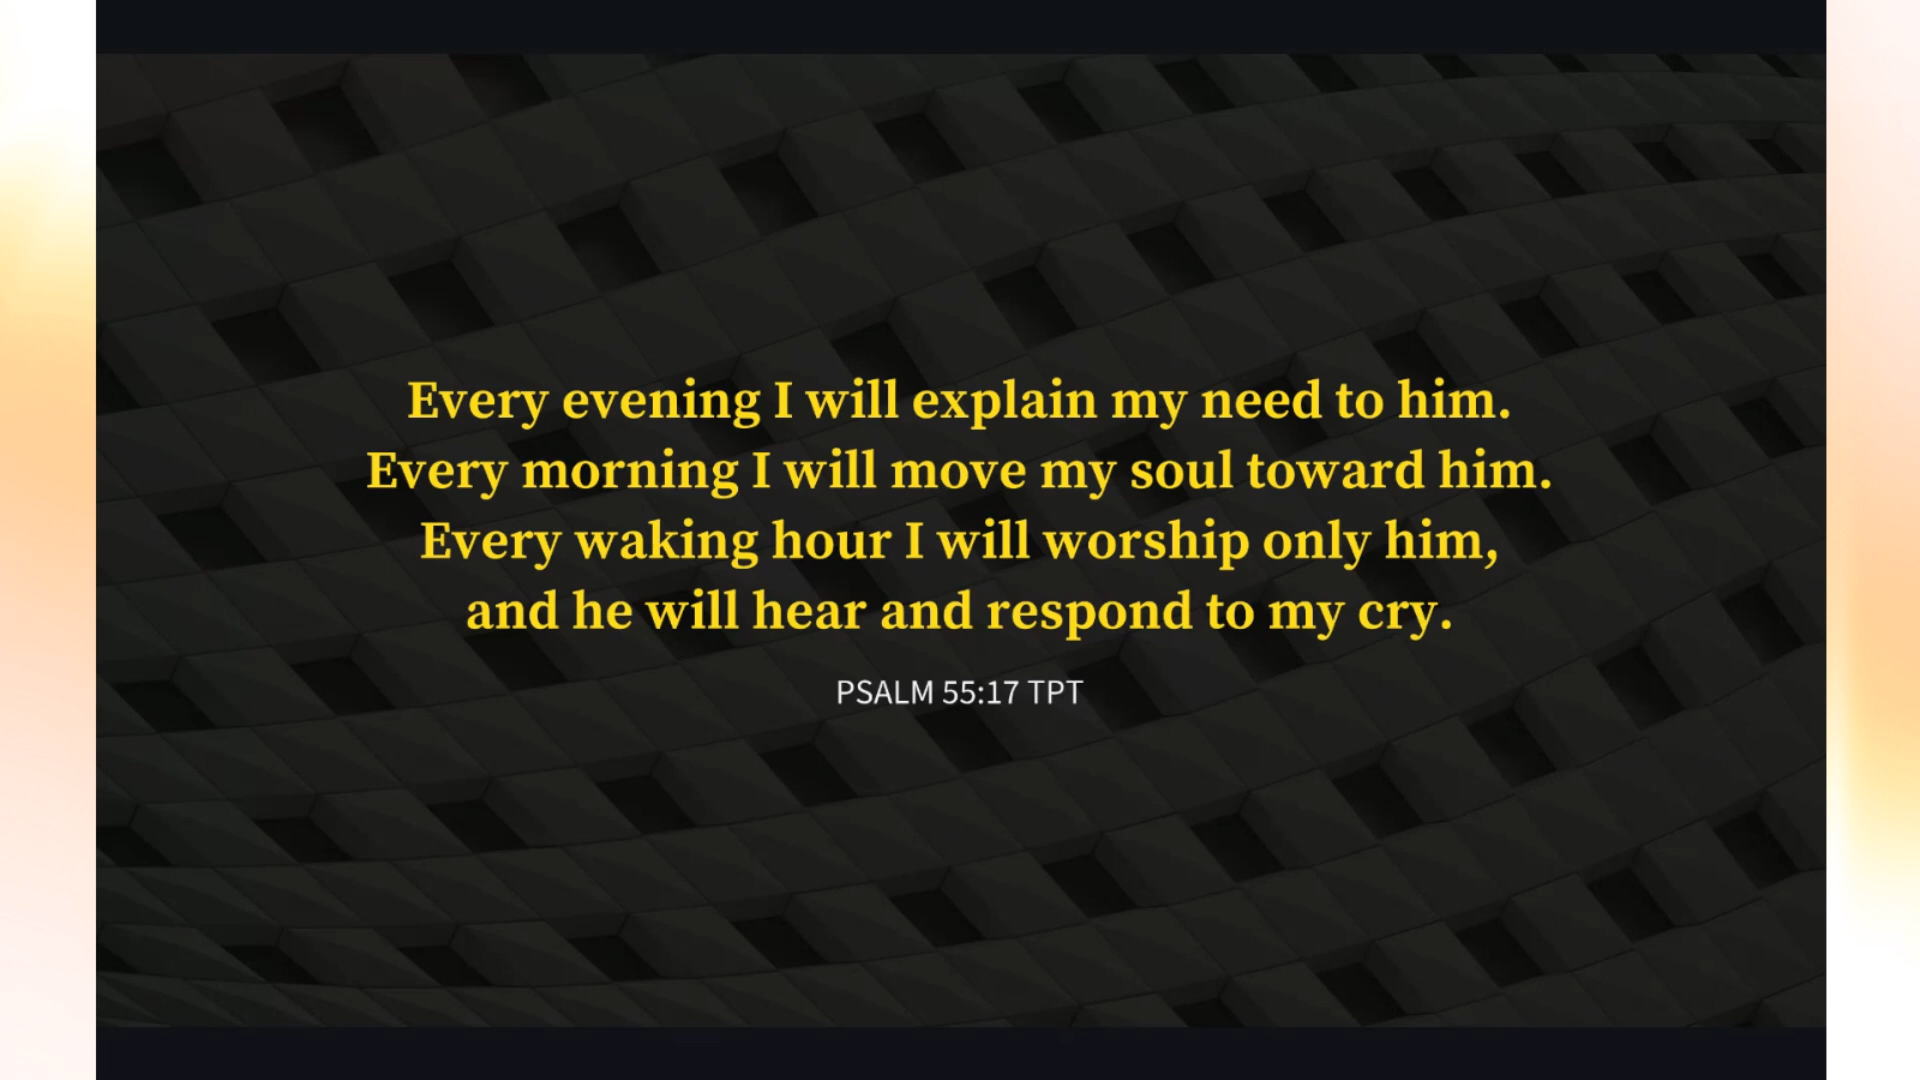 Every evening I will explain my need to him.
Every morning I will move my soul toward him.
Every waking hour I will worship only him,
and he will hear and respond to my cry.
PSALM 55:17 TPT